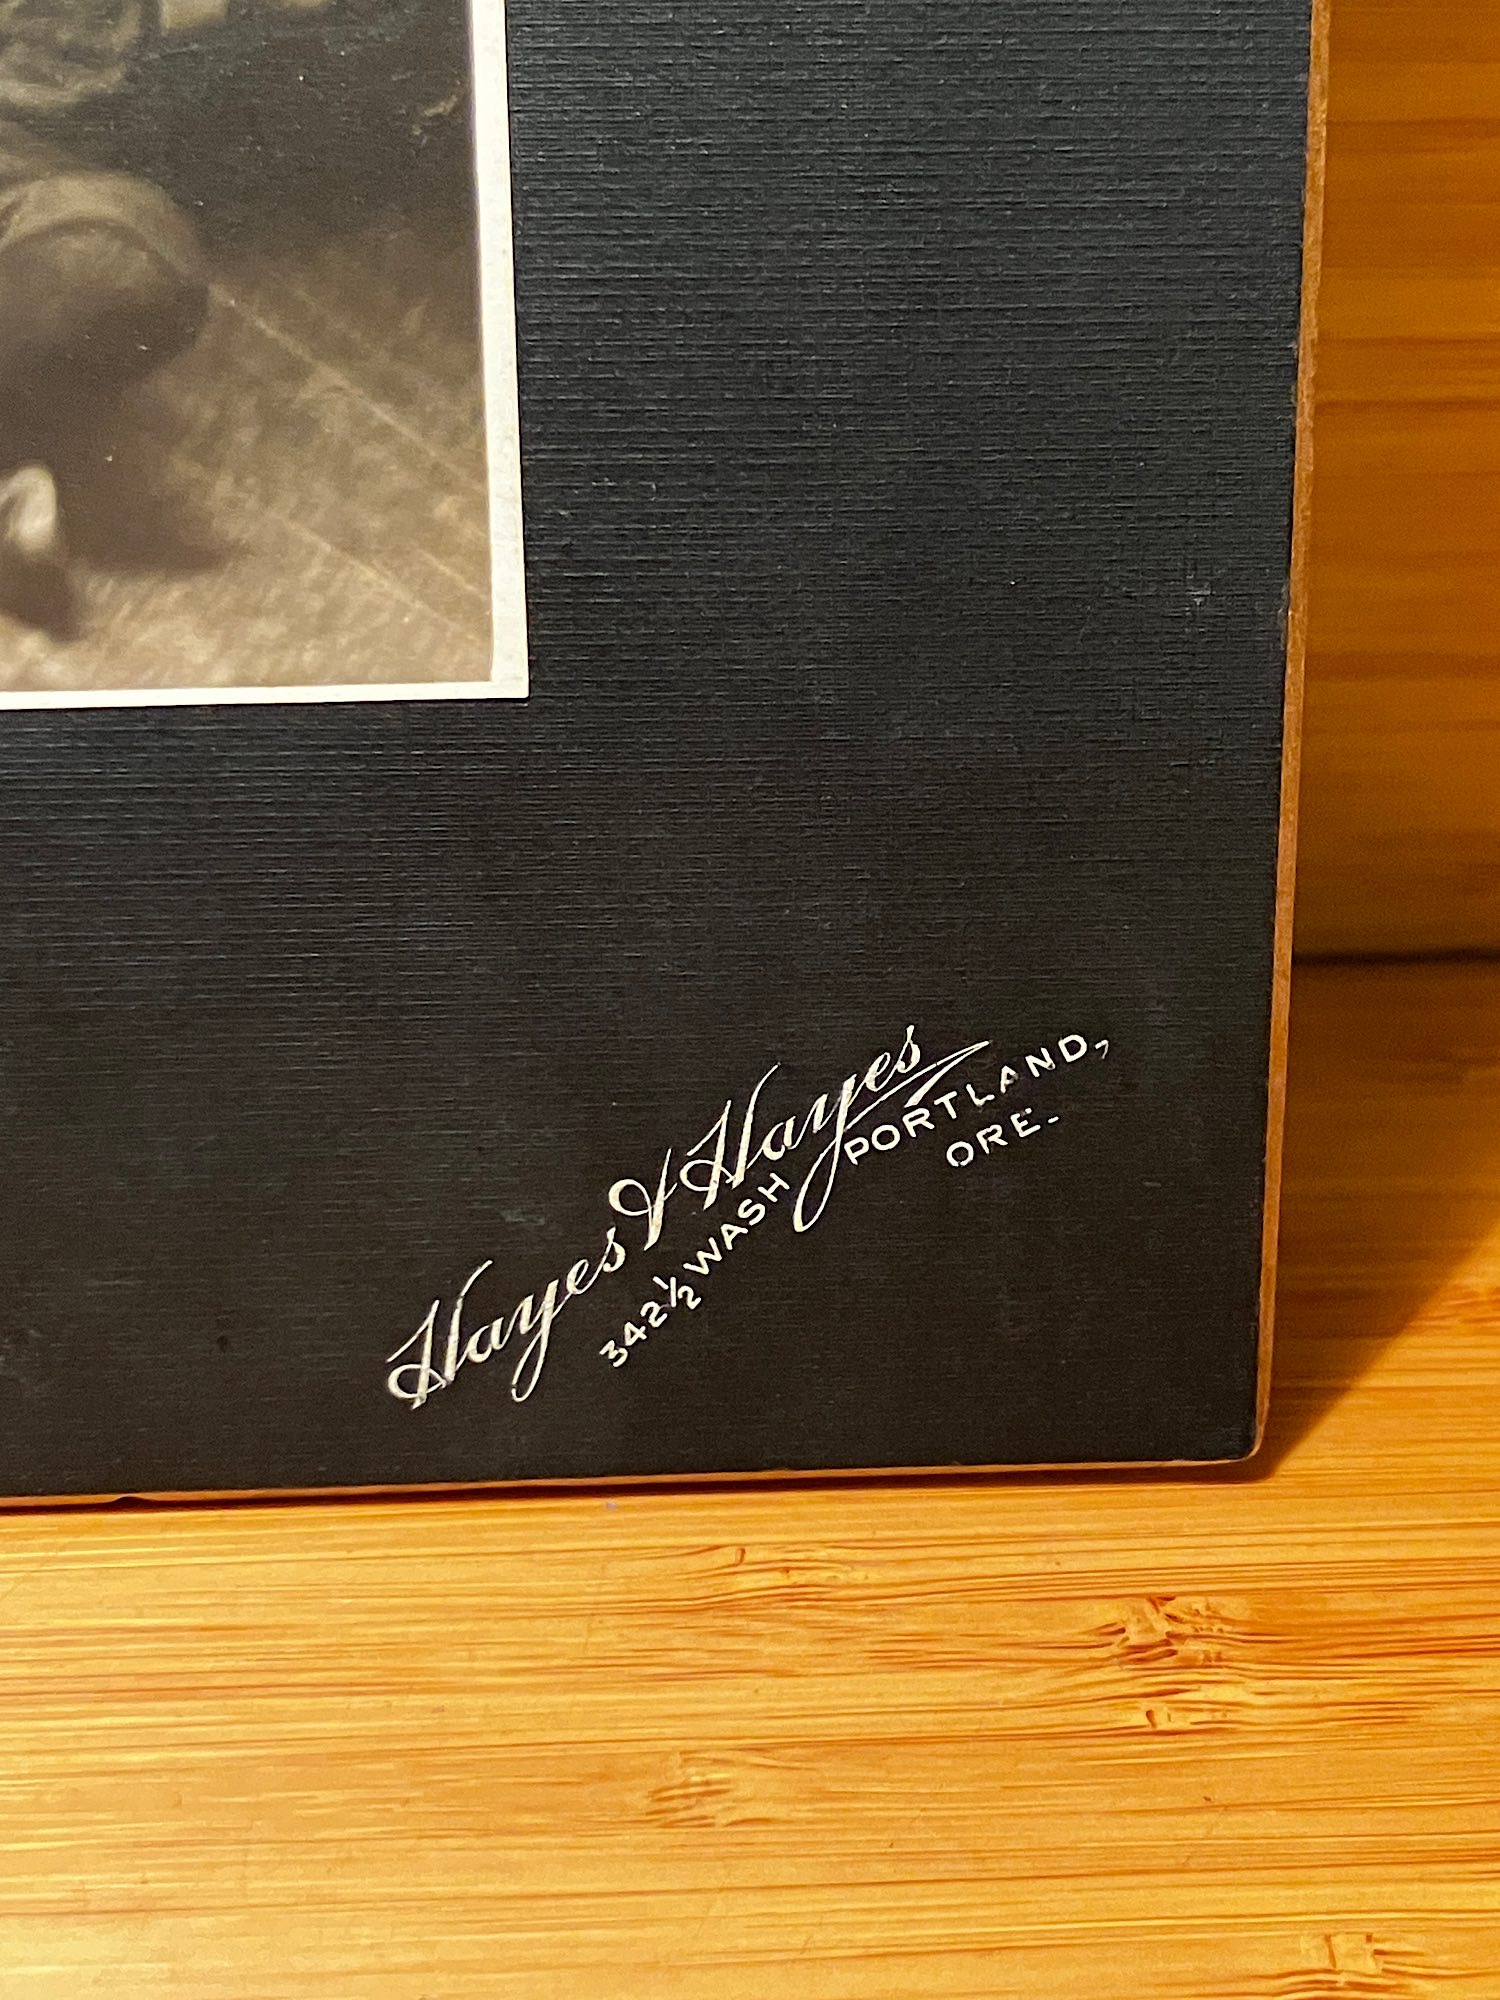 Hayes & Hayes
342½ WASH PORTLAND,
ORE.